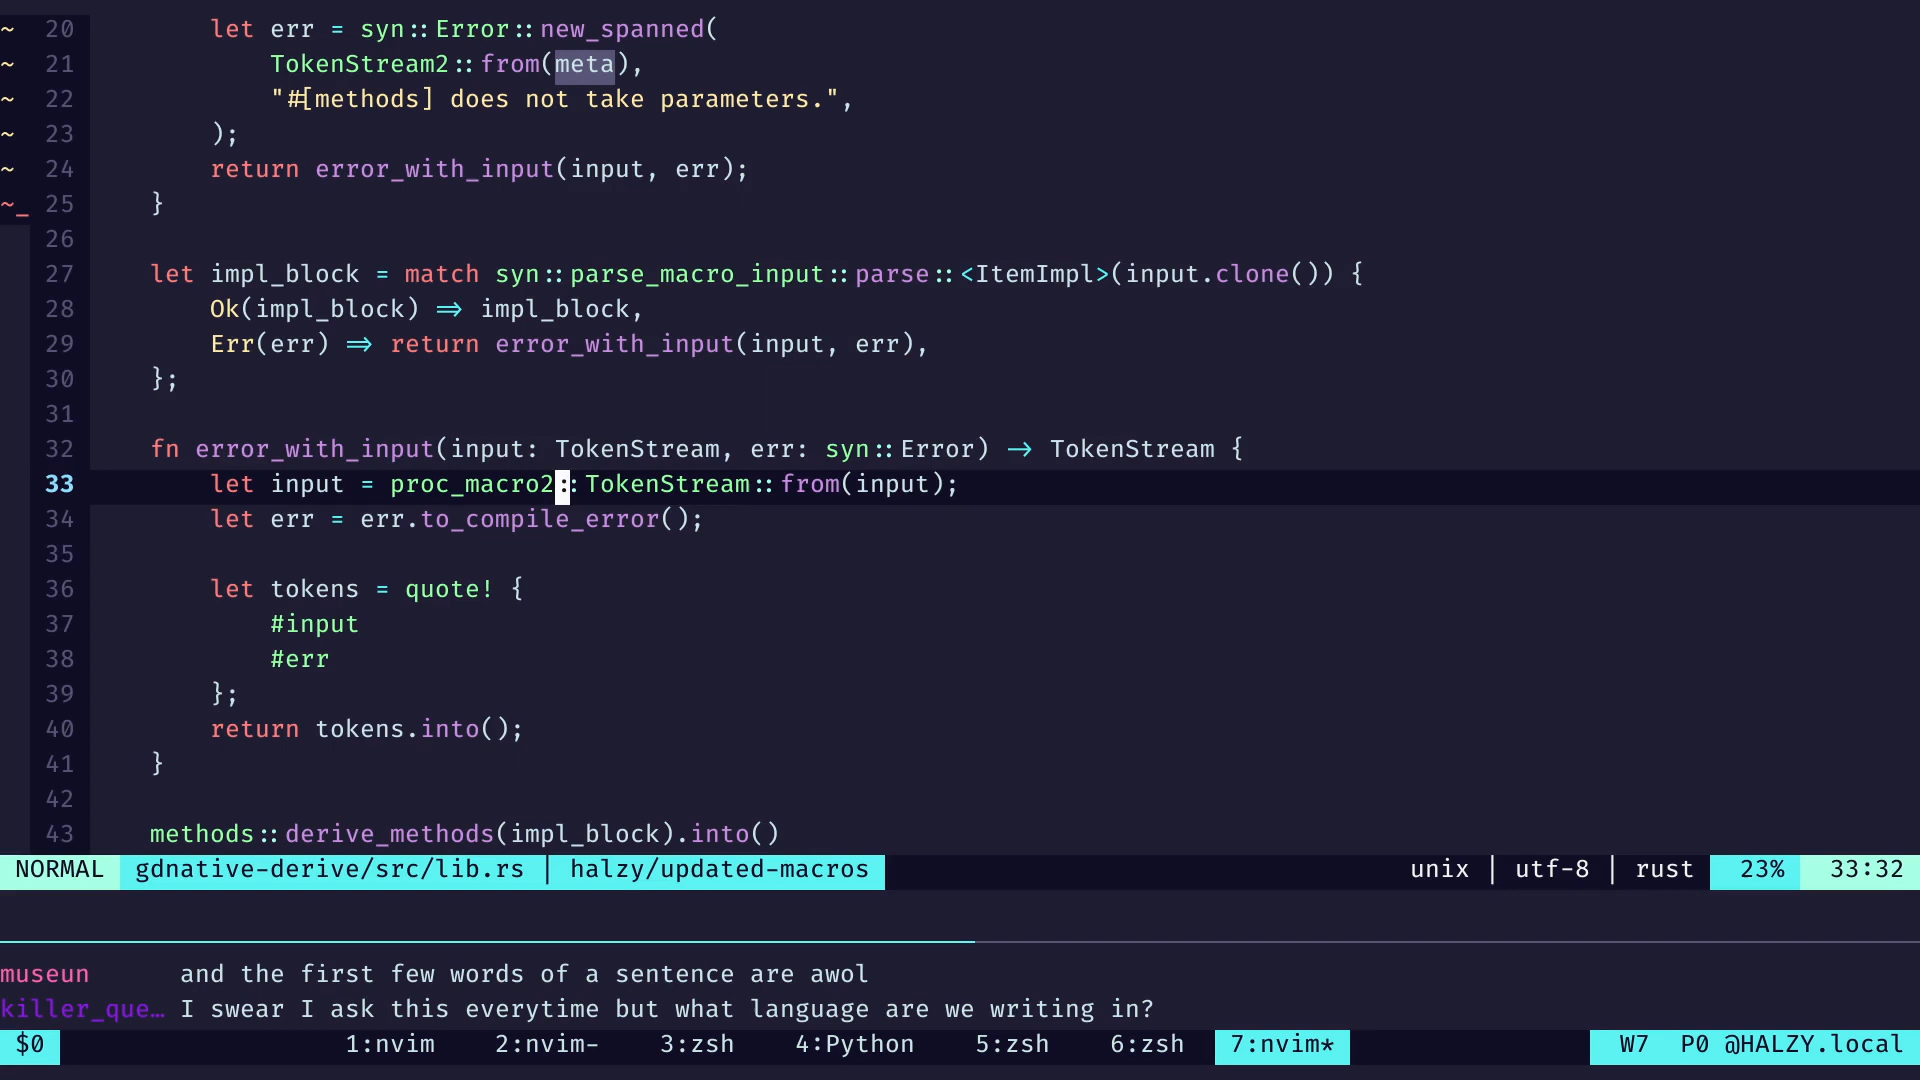 ~ 20         let err = syn::Error::new_spanned(
~ 21             TokenStream2::from(meta),
~ 22             "#[methods] does not take parameters.",
~ 23         );
~ 24         return error_with_input(input, err);
~_ 25     }
26
27     let impl_block = match syn::parse_macro_input::parse::<ItemImpl>(input.clone()) {
28         Ok(impl_block) => impl_block,
29         Err(err) => return error_with_input(input, err),
30     };
31
32     fn error_with_input(input: TokenStream, err: syn::Error) -> TokenStream {
33         let input = proc_macro2::TokenStream::from(input);
34         let err = err.to_compile_error();
35
36         let tokens = quote! {
37             #input
38             #err
39         };
40         return tokens.into();
41     }
42
43     methods::derive_methods(impl_block).into()
NORMAL gdnative-derive/src/lib.rs | halzy/updated-macros unix | utf-8 | rust 23% 33:32
museun and the first few words of a sentence are awol
killer_que… I swear I ask this everytime but what language are we writing in?
$0 1:nvim 2:nvim- 3:zsh 4:Python 5:zsh 6:zsh 7:nvim* W7 P0 @HALZY.local